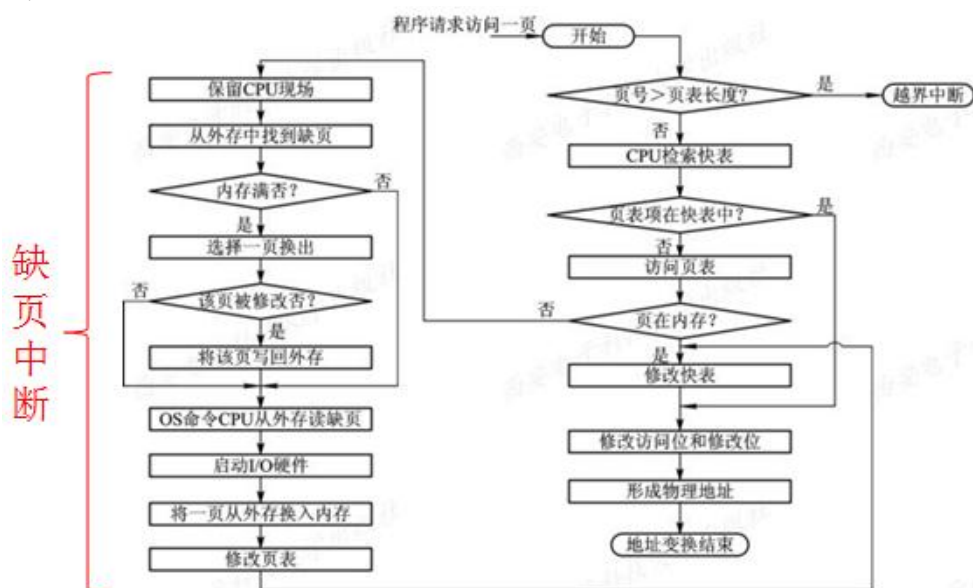 程序请求访问一页
开始
页号＞页表长度?
是
越界中断
否
CPU检索快表
页表项在快表中?
是
否
访问页表
页在内存?
否
是
修改快表
修改访问位和修改位
形成物理地址
地址变换结束
缺页中断
保留CPU现场
从外存中找到缺页
内存满否?
否
是
选择一页换出
该页被修改否?
否
是
将该页写回外存
OS命令CPU从外存读缺页
启动I/O硬件
将一页从外存换入内存
修改页表